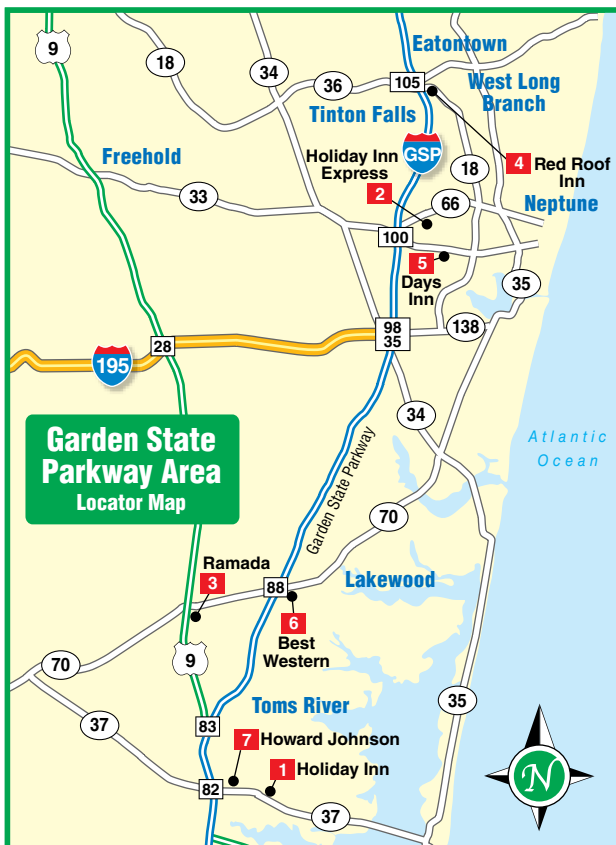 9
18
34
36
105
Eatontown
West Long
Branch
Tinton Falls
GSP
Freehold
Holiday Inn
Express
2
4
Red Roof
Inn
18
33
66
Neptune
100
5
Days
Inn
35
98
35
138
28
195
34
Garden State
Parkway Area
Locator Map
Garden State Parkway
Atlantic
Ocean
70
Ramada
3
88
Lakewood
6
Best
Western
70
9
37
83
Toms River
35
7 Howard Johnson
1 Holiday Inn
82
37
N